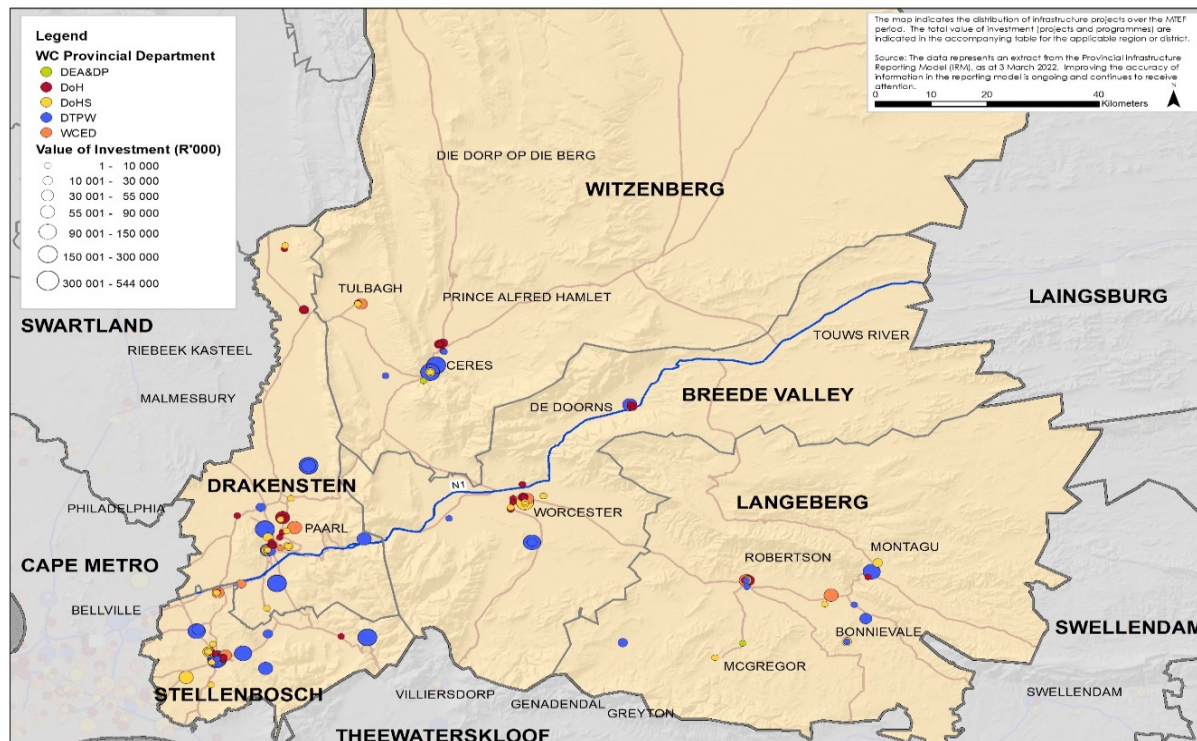 Legend
WC Provincial Department
DEA&DP
DoH
DoHS
DTPW
WCED
Value of Investment (R'000)
1 - 10 000
10 001 - 30 000
30 001 - 55 000
55 001 - 90 000
90 001 - 150 000
150 001 - 300 000
300 001 - 544 000
The map indicates the distribution of infrastructure projects over the MTEF
period. The total value of investment (projects and programmes) are
indicated in the accompanying table for the applicable region or district.
Source: The data represents an extract from the Provincial Infrastructure
Reporting Model (IRM), as at 3 March 2022. Improving the accuracy of
information in the reporting model is ongoing and continues to receive
attention.
N
0 10 20 40
Kilometers
DIE DORP OP DIE BERG
WITZENBERG
TULBAGH
PRINCE ALFRED HAMLET
LAINGSBURG
SWARTLAND
TOUWS RIVER
RIEBEEK KASTEEL
CERES
MALMESBURY
BREEDE VALLEY
DE DOORNS
DRAKENSTEIN
N1
LANGEBERG
PHILADELPHIA
WORCESTER
PAARL
MONTAGU
ROBERTSON
CAPE METRO
BELLVILLE
SWELLENDAM
BONNIEVALE
MCGREGOR
STELLENBOSCH
VILLIERSDORP
SWELLENDAM
GENADENDAL
GREYTON
THEEWATERSKLOOF